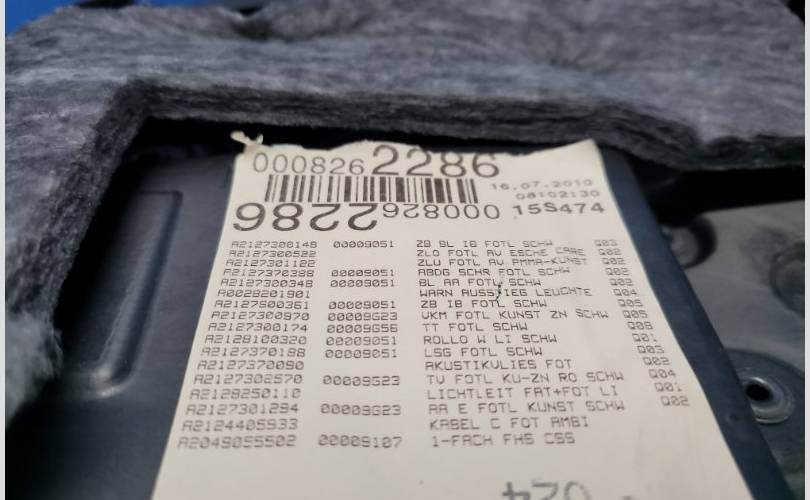 0008262286
16.07.2010
08:02:30
0008262286 15S474
A2127300148 00009051 ZB BL IB FOTL SCHW Q03
A2127300522 ZLO FOTL AV ESCHE CARE Q02
A2127301122 ZLU FOTL AV PMMA-KUNST Q02
A2127370388 00009051 ABDG SCHR FOTL SCHW Q02
A2127300348 00009051 BL AA FOTL SCHW Q02
A0028201901 WARN AUSSTIEG LEUCHTE Q04
A2127600361 00009051 ZB IB FOTL SCHW Q05
A2127300970 00009G23 VKM FOTL KUNST ZN SCHW Q05
A2127300174 00009G56 TT FOTL SCHW Q08
A2128100320 00009051 ROLLO W LI SCHW Q01
A2127370188 00009051 LSG FOTL SCHW Q03
A2127370090 AKUSTIKVLIES FOT Q02
A2127302570 00009G23 TV FOTL KU-ZN RO SCHW Q04
A2128250110 LICHTLEIT FAT+FOT LI Q01
A2127301294 00009G23 AA E FOTL KUNST SCHW Q02
A2124405933 KABEL C FOT AMBI
A2049055502 00009107 1-FACH FHS CSS